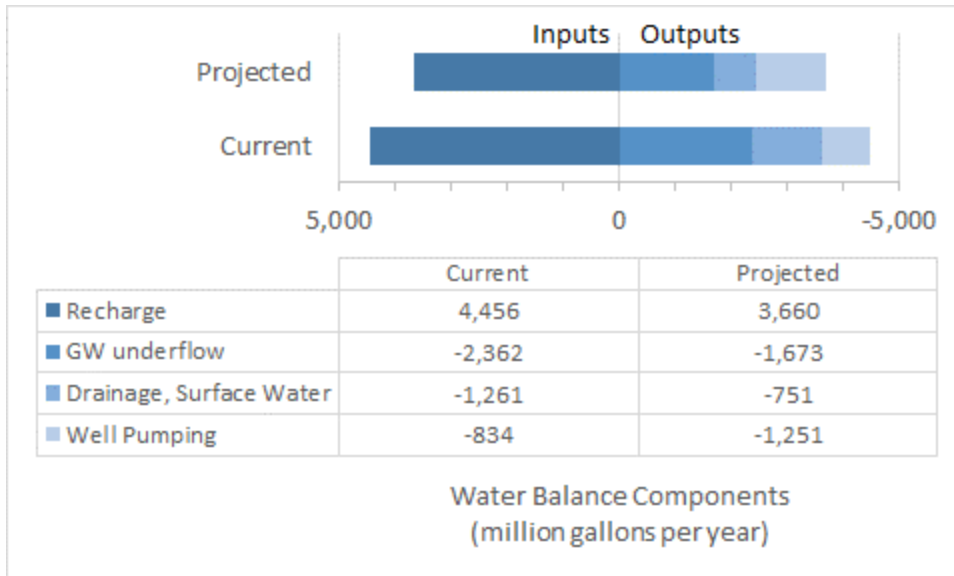 Inputs Outputs
Projected
Current
5,000 0 -5,000
Current Projected
Recharge 4,456 3,660
GW underflow -2,362 -1,673
Drainage, Surface Water -1,261 -751
Well Pumping -834 -1,251
Water Balance Components
(million gallons per year)